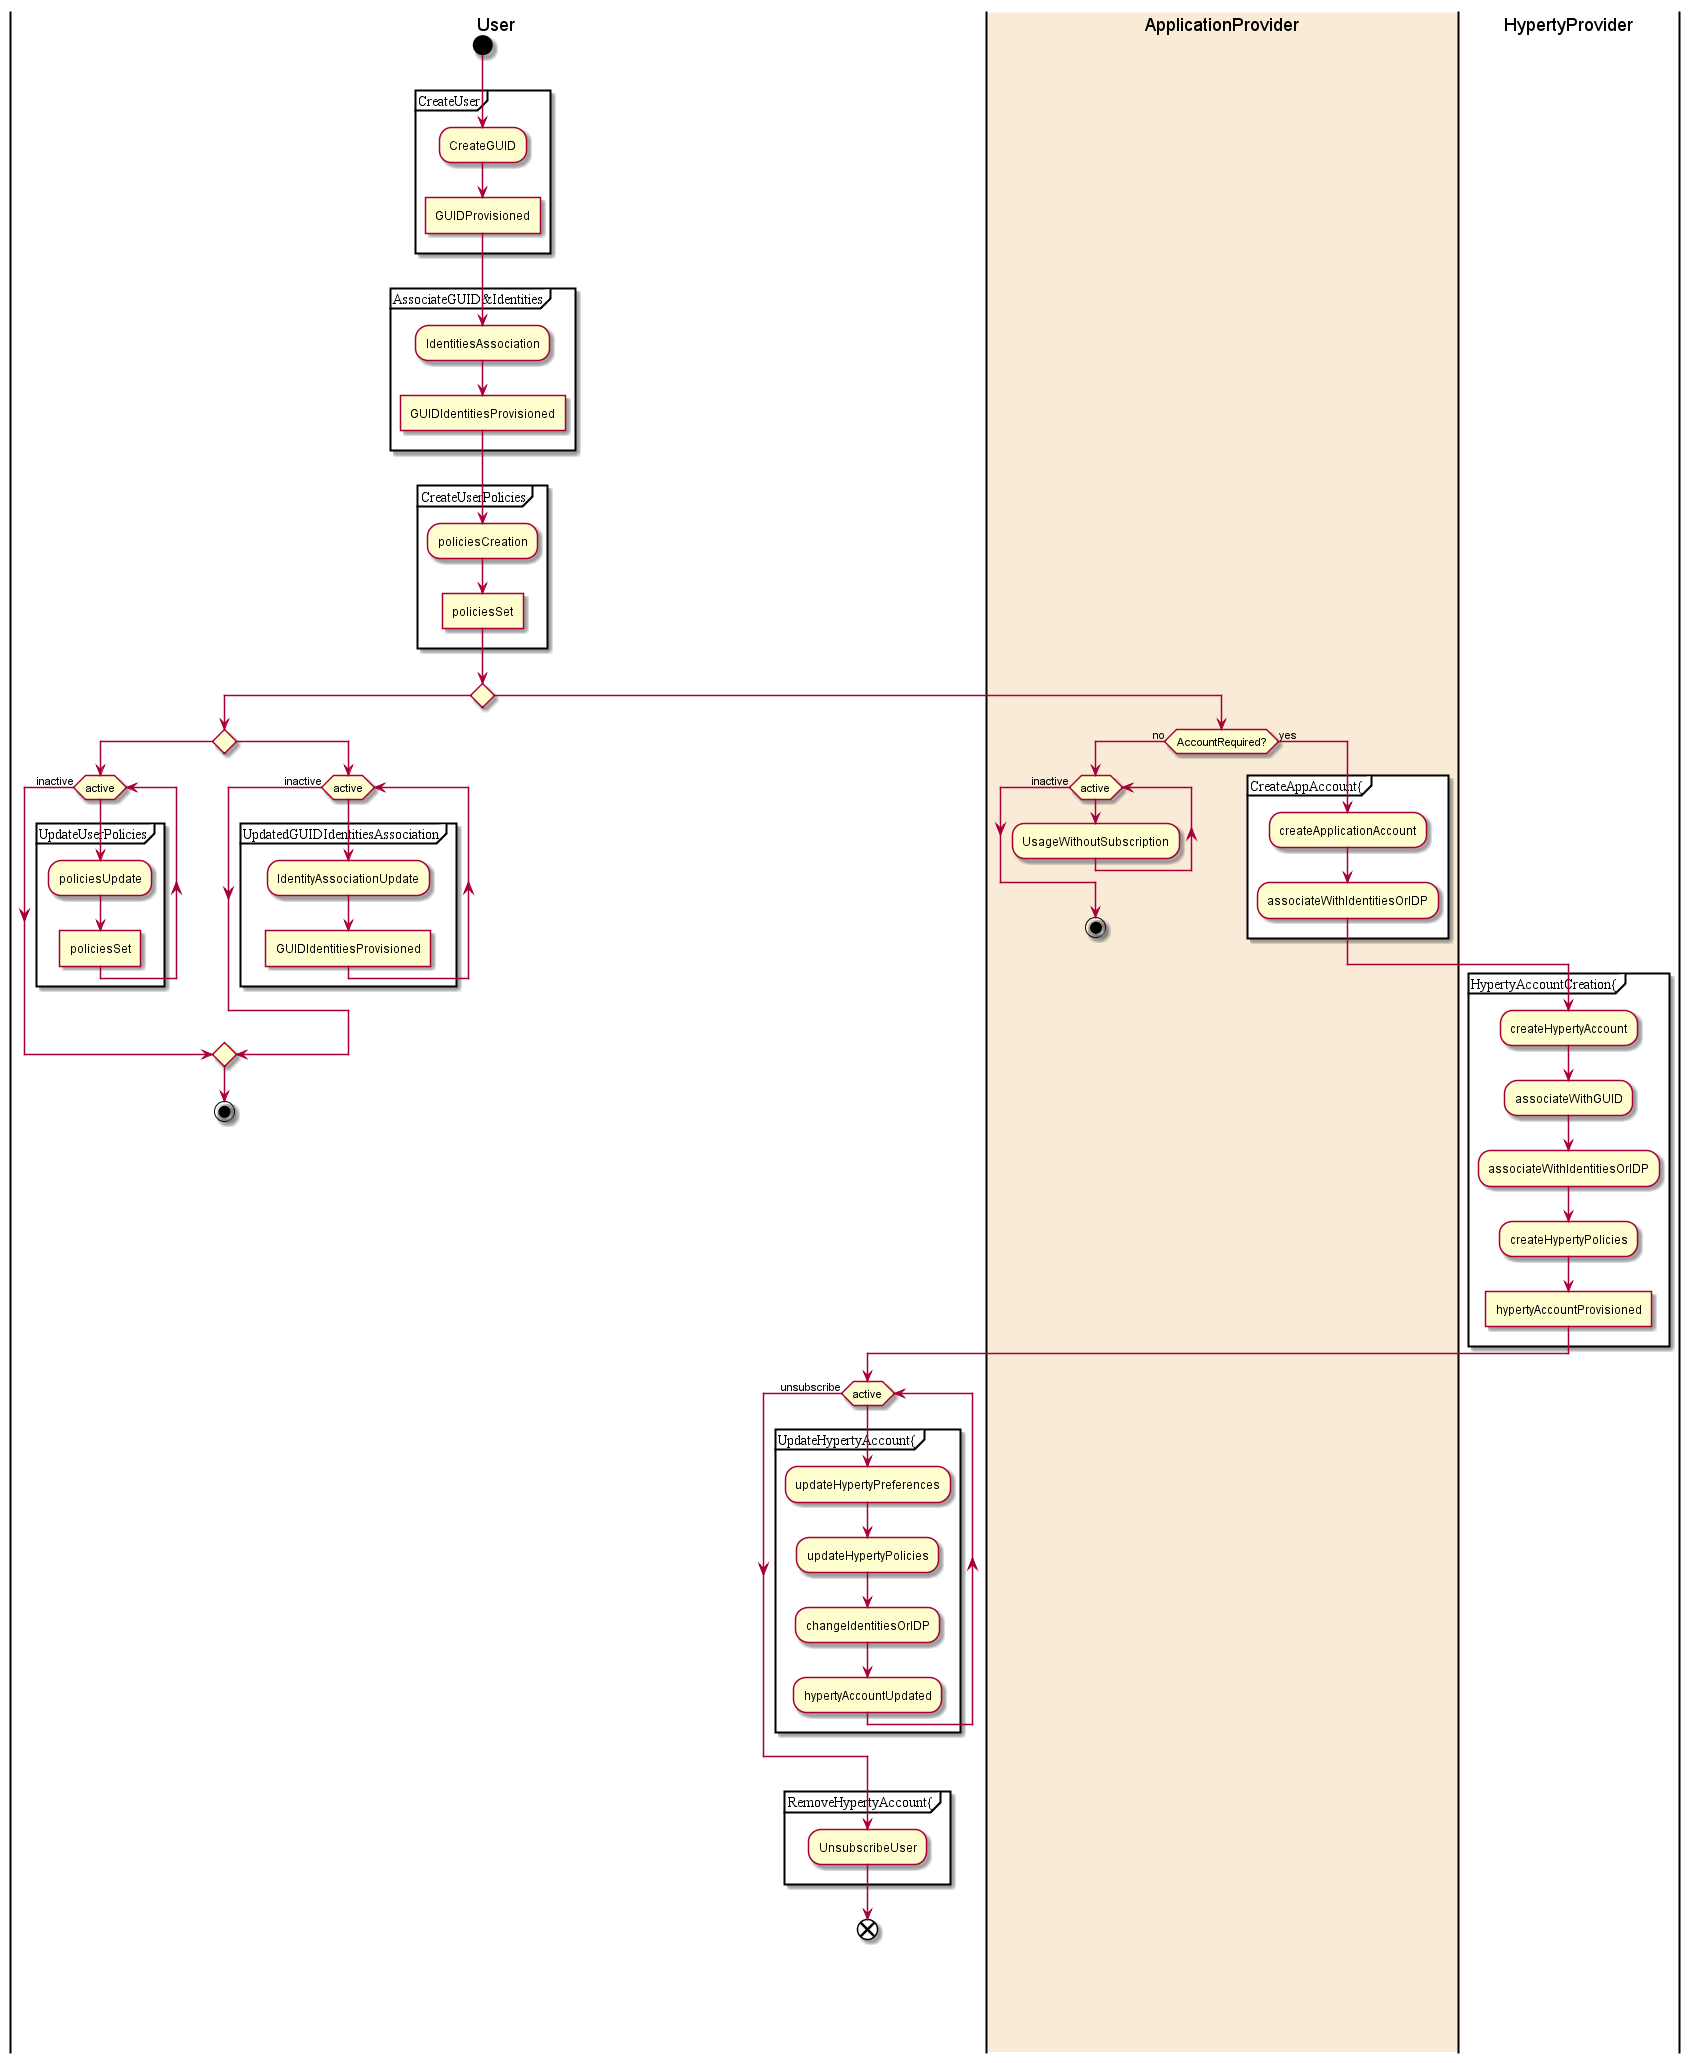 User
ApplicationProvider
HypertyProvider
CreateUser
CreateGUID
GUIDProvisioned
AssociateGUID&Identities
IdentitiesAssociation
GUIDIdentitiesProvisioned
CreateUserPolicies
policiesCreation
policiesSet
inactive
active
UpdateUserPolicies
policiesUpdate
policiesSet
inactive
active
UpdatedGUIDIdentitiesAssociation
IdentityAssociationUpdate
GUIDIdentitiesProvisioned
no
AccountRequired?
yes
inactive
active
UsageWithoutSubscription
CreateAppAccount{
createApplicationAccount
associateWithIdentitiesOrIDP
HypertyAccountCreation{
createHypertyAccount
associateWithGUID
associateWithIdentitiesOrIDP
createHypertyPolicies
hypertyAccountProvisioned
unsubscribe
active
UpdateHypertyAccount{
updateHypertyPreferences
updateHypertyPolicies
changeIdentitiesOrIDP
hypertyAccountUpdated
RemoveHypertyAccount{
UnsubscribeUser